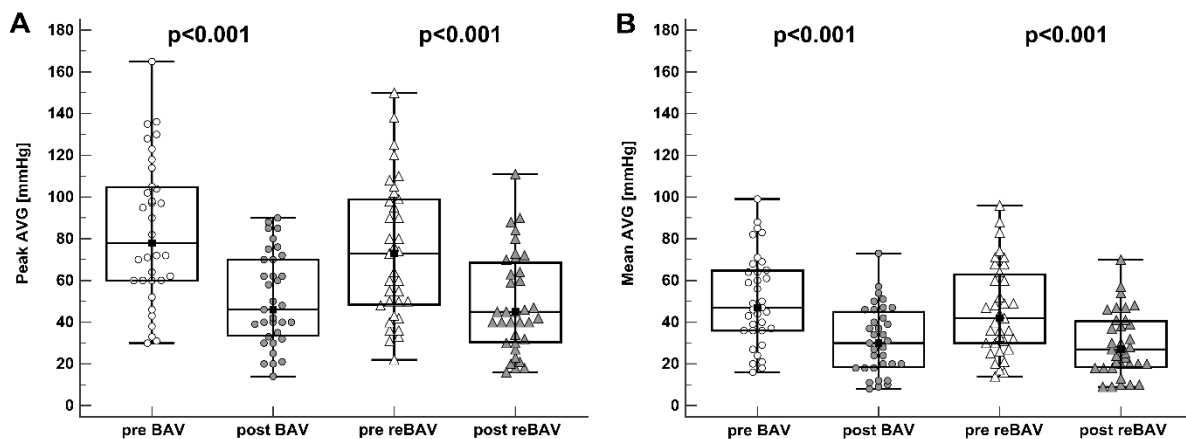 A
p<0.001
p<0.001
Peak AVG [mmHg]
180
160
140
120
100
80
60
40
20
0
pre BAV
post BAV
pre reBAV
post reBAV
B
p<0.001
p<0.001
Mean AVG [mmHg]
180
160
140
120
100
80
60
40
20
0
pre BAV
post BAV
pre reBAV
post reBAV